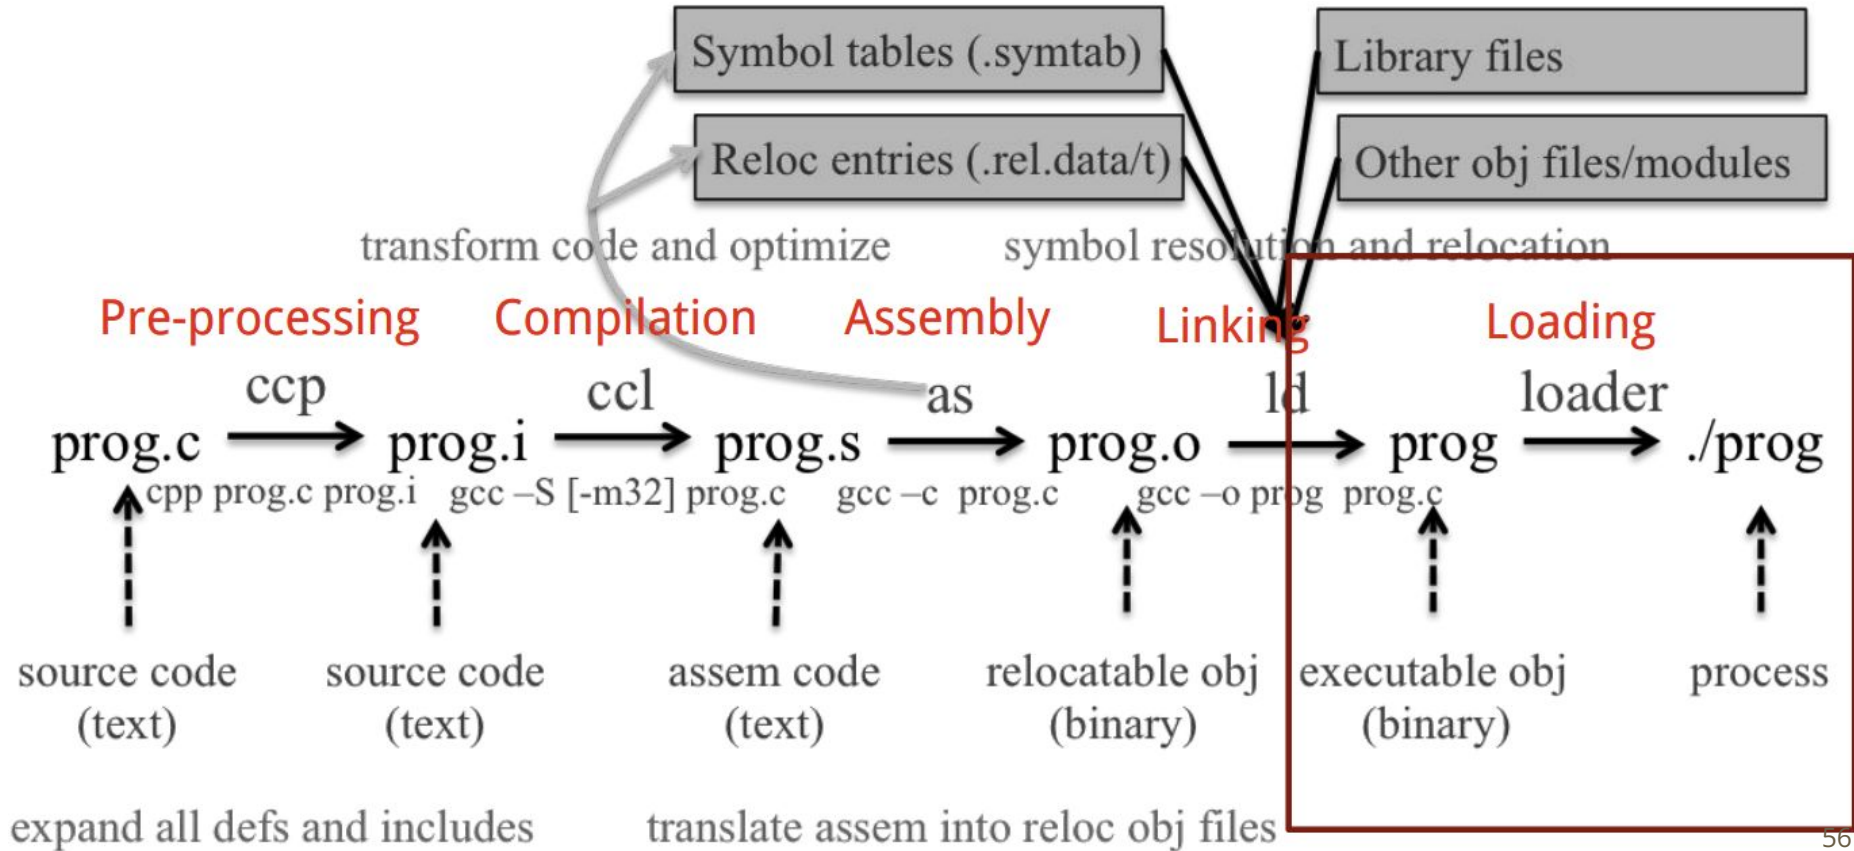 Symbol tables (.symtab)
Library files
Reloc entries (.rel.data/t)
Other obj files/modules
transform code and optimize
symbol resolution and relocation
Pre-processing
Compilation
Assembly
Linking
Loading
ccp
ccl
as
ld
loader
prog.c
prog.i
prog.s
prog.o
prog
./prog
cpp prog.c prog.i
gcc –S [-m32] prog.c
gcc –c prog.c
gcc –o prog prog.c
source code
(text)
source code
(text)
assem code
(text)
relocatable obj
(binary)
executable obj
(binary)
process
expand all defs and includes
translate assem into reloc obj files
56